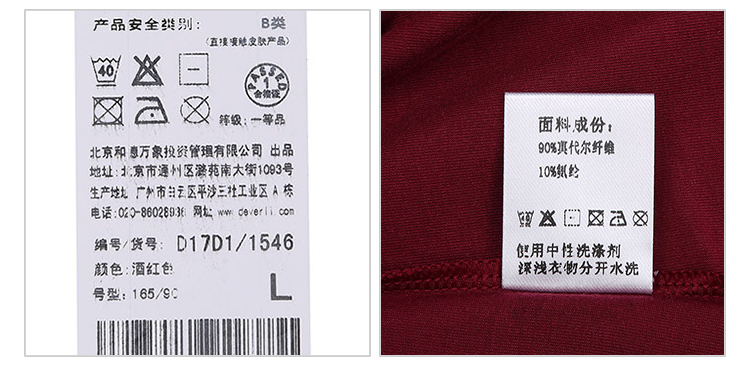 产品安全类别： B类
（直接接触皮肤产品）
40
PASSED
1
合格证
等级：一等品
北京和惠万象投资管理有限公司 出品
地址：北京市通州区潞苑南大街1093号
生产地址：广州市白云区平沙三社工业区A栋
电话：020-86028936 网址 www.deverli.com
编号/货号： D17D1/1546
颜色：酒红色
号型：165/90
L
面料成份：
90%莫代尔纤维
10%氨纶
40
使用中性洗涤剂
深浅衣物分开水洗